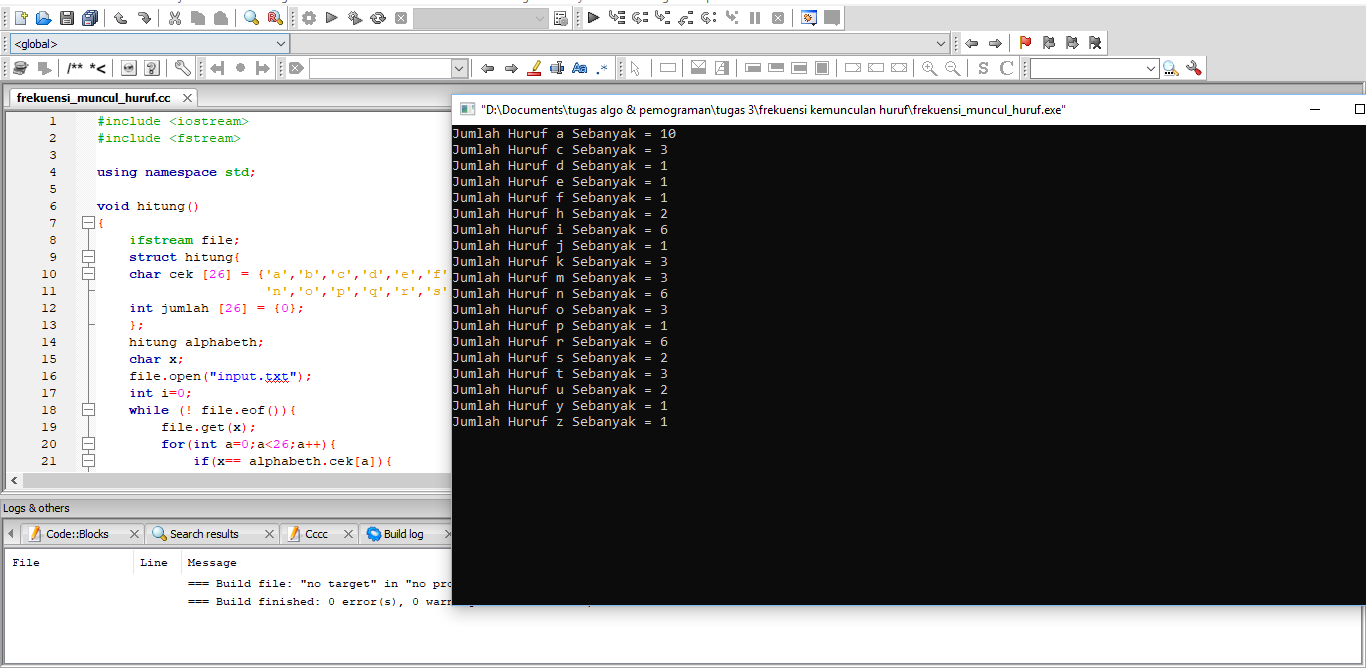 <global>
/** *<
Aa .*
S C
frekuensi_muncul_huruf.cc
1 #include <iostream>
2 #include <fstream>
3
4 using namespace std;
5
6 void hitung()
7 {
8 ifstream file;
9 struct hitung{
10 char cek [26] = {'a','b','c','d','e','f'
11 'n','o','p','q','r','s'
12 int jumlah [26] = {0};
13 };
14 hitung alphabeth;
15 char x;
16 file.open("input.txt");
17 int i=0;
18 while (! file.eof()){
19 file.get(x);
20 for(int a=0;a<26;a++){
21 if(x== alphabeth.cek[a]){
"D:\Documents\tugas algo & pemograman\tugas 3\frekuensi kemunculan huruf\frekuensi_muncul_huruf.exe"
Jumlah Huruf a Sebanyak = 10
Jumlah Huruf c Sebanyak = 3
Jumlah Huruf d Sebanyak = 1
Jumlah Huruf e Sebanyak = 1
Jumlah Huruf f Sebanyak = 1
Jumlah Huruf h Sebanyak = 2
Jumlah Huruf i Sebanyak = 6
Jumlah Huruf j Sebanyak = 1
Jumlah Huruf k Sebanyak = 3
Jumlah Huruf m Sebanyak = 3
Jumlah Huruf n Sebanyak = 6
Jumlah Huruf o Sebanyak = 3
Jumlah Huruf p Sebanyak = 1
Jumlah Huruf r Sebanyak = 6
Jumlah Huruf s Sebanyak = 2
Jumlah Huruf t Sebanyak = 3
Jumlah Huruf u Sebanyak = 2
Jumlah Huruf y Sebanyak = 1
Jumlah Huruf z Sebanyak = 1
Logs & others
Code::Blocks Search results Cccc Build log
File Line Message
=== Build file: "no target" in "no pro
=== Build finished: 0 error(s), 0 warn